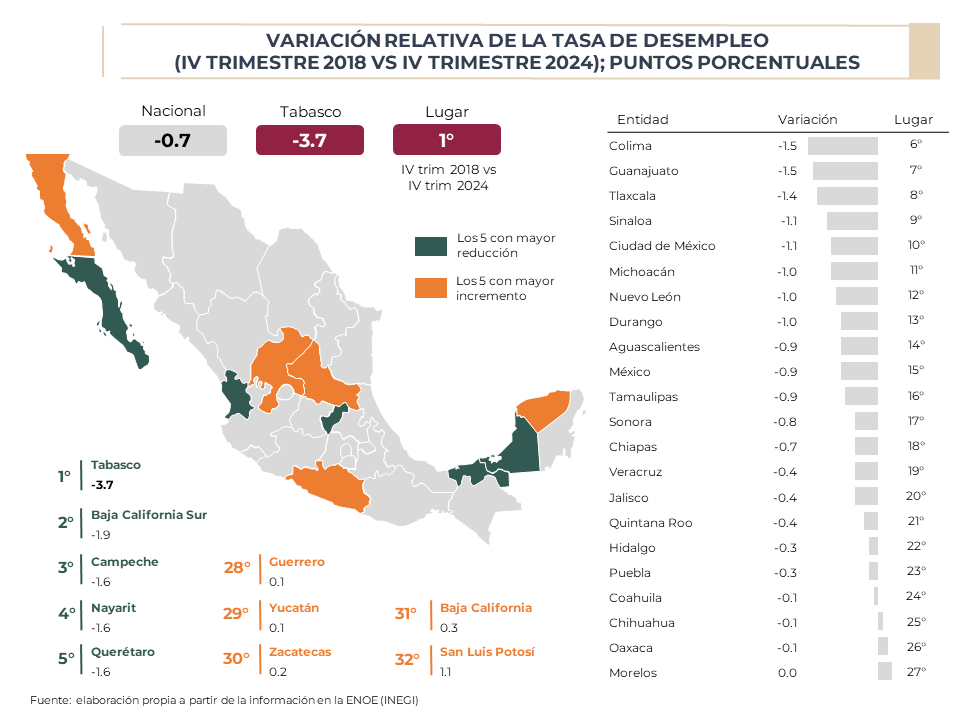 VARIACIÓN RELATIVA DE LA TASA DE DESEMPLEO
(IV TRIMESTRE 2018 VS IV TRIMESTRE 2024); PUNTOS PORCENTUALES
Nacional
-0.7
Tabasco
-3.7
Lugar
1°
IV trim 2018 vs
IV trim 2024
Los 5 con mayor
reducción
Los 5 con mayor
incremento
1°
Tabasco
-3.7
2°
Baja California Sur
-1.9
3°
Campeche
-1.6
4°
Nayarit
-1.6
5°
Querétaro
-1.6
28°
Guerrero
0.1
29°
Yucatán
0.1
30°
Zacatecas
0.2
31°
Baja California
0.3
32°
San Luis Potosí
1.1
Entidad Variación Lugar
Colima -1.5 6°
Guanajuato -1.5 7°
Tlaxcala -1.4 8°
Sinaloa -1.1 9°
Ciudad de México -1.1 10°
Michoacán -1.0 11°
Nuevo León -1.0 12°
Durango -1.0 13°
Aguascalientes -0.9 14°
México -0.9 15°
Tamaulipas -0.9 16°
Sonora -0.8 17°
Chiapas -0.7 18°
Veracruz -0.4 19°
Jalisco -0.4 20°
Quintana Roo -0.4 21°
Hidalgo -0.3 22°
Puebla -0.3 23°
Coahuila -0.1 24°
Chihuahua -0.1 25°
Oaxaca -0.1 26°
Morelos 0.0 27°
Fuente: elaboración propia a partir de la información en la ENOE (INEGI)